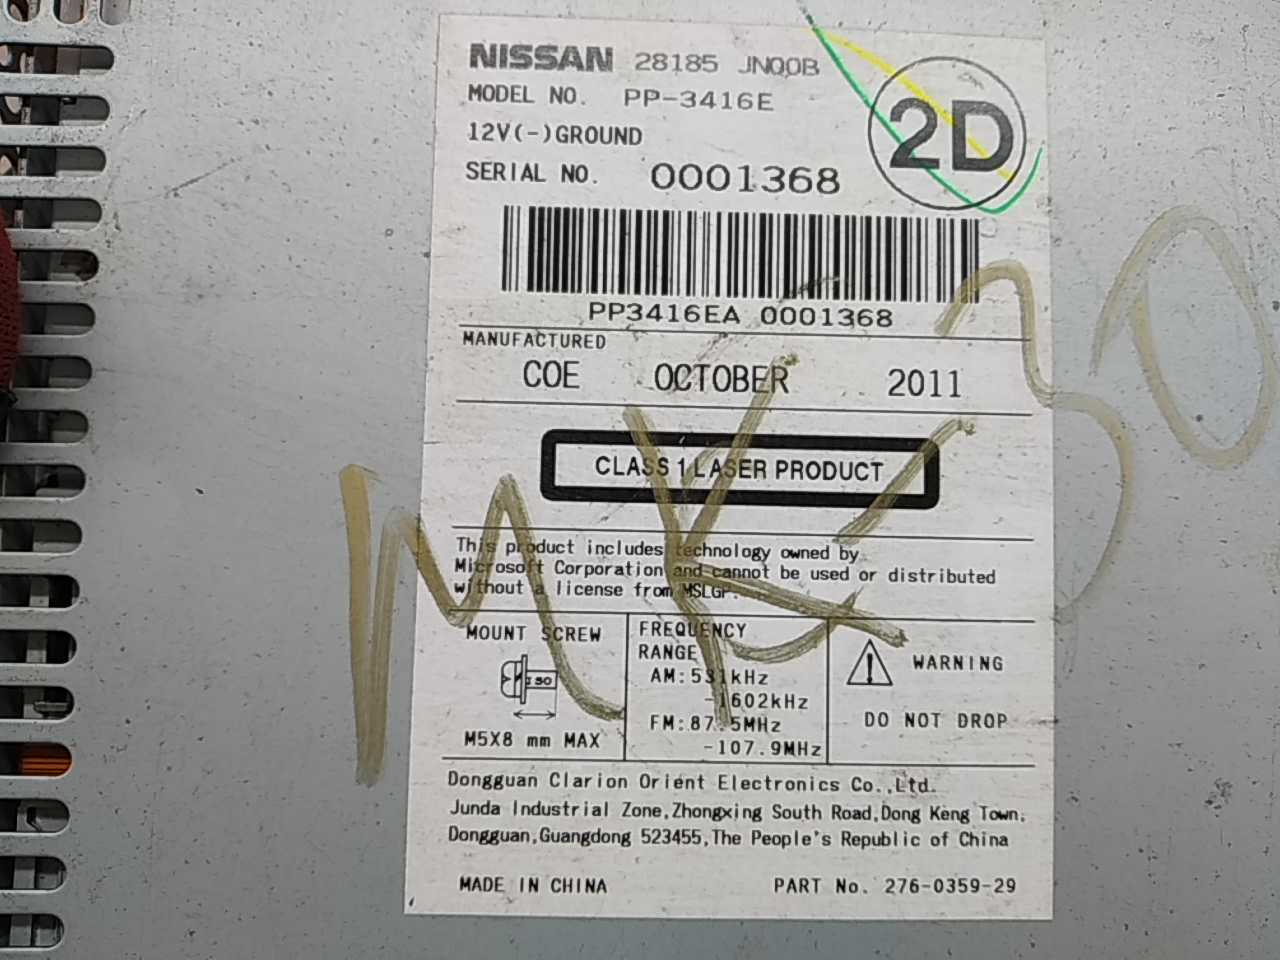 NISSAN 28185 JN00B
MODEL NO. PP-3416E
2D
12V(-)GROUND
SERIAL NO. 0001368
PP3416EA 0001368
MANUFACTURED
COE OCTOBER 2011
CLASS 1 LASER PRODUCT
This product includes technology owned by
Microsoft Corporation and cannot be used or distributed
without a license from MSLGP.
MOUNT SCREW
ISO
M5X8 mm MAX
FREQUENCY
RANGE
AM:531kHz
-1602kHz
FM:87.5MHz
-107.9MHz
WARNING
DO NOT DROP
Dongguan Clarion Orient Electronics Co.,Ltd.
Junda Industrial Zone,Zhongxing South Road,Dong Keng Town,
Dongguan,Guangdong 523455,The People's Republic of China
MADE IN CHINA PART No. 276-0359-29
MK 30